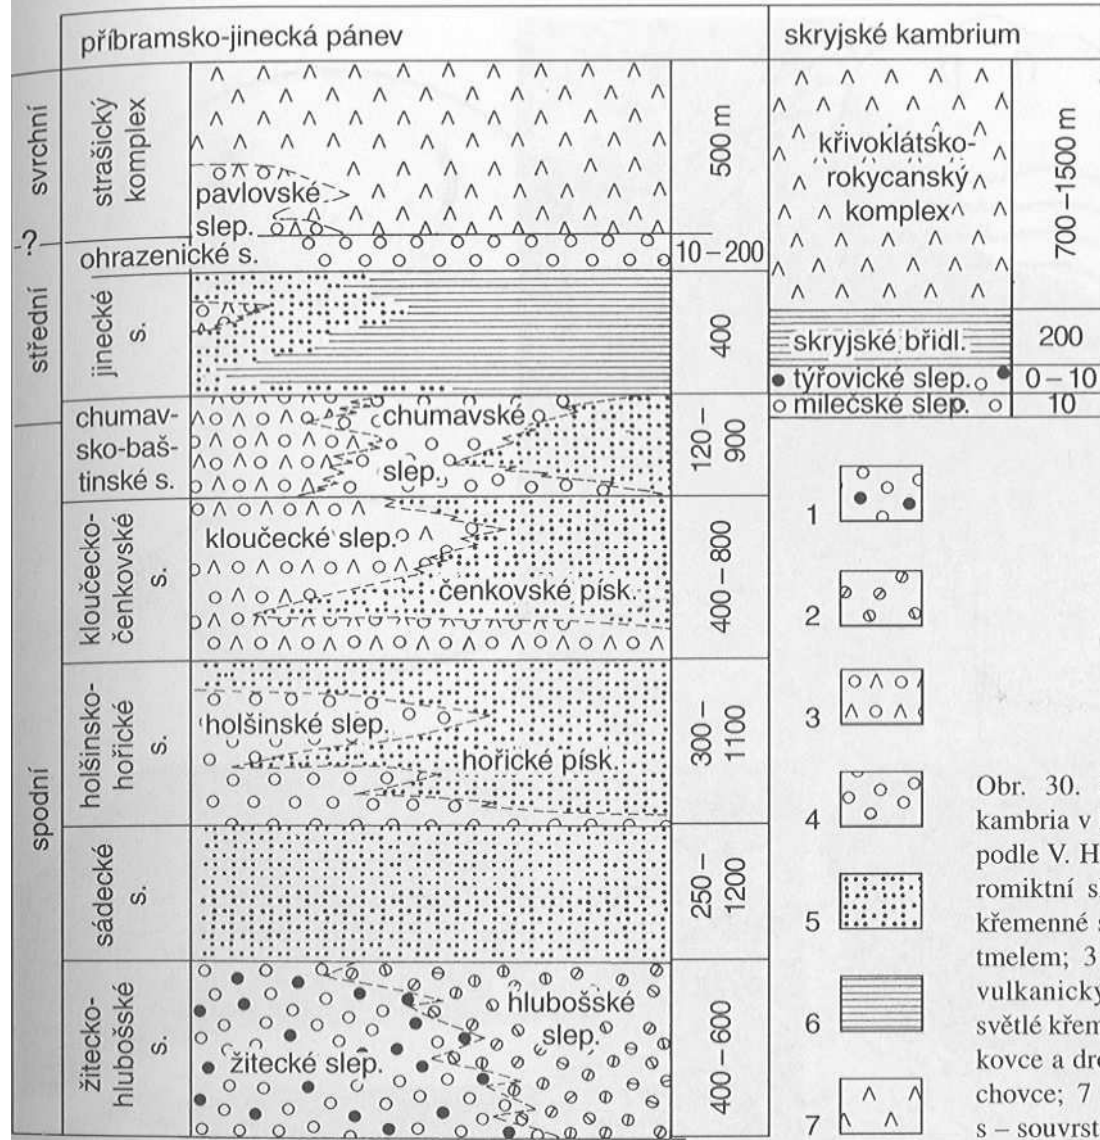 příbramsko-jinecká pánev
skryjské kambrium
svrchní
strašický
komplex
pavlovské
slep.
500 m
křivoklátsko-
rokycanský
komplex
700–1500 m
-?
ohrazenické s.
10–200
střední
jinecké
s.
400
skryjské břidl.
200
týřovické slep.
0–10
milečské slep.
10
chumav-
sko-baš-
tinské s.
chumavské
slep.
120–
900
kloučecko-
čenkovské
s.
kloučecké slep.
čenkovské písk.
400–800
spodní
holšinsko-
hořické
s.
holšinské slep.
hořické písk.
300–
1100
sádecké
s.
250–
1200
žitecko-
hlubošské
s.
hlubošské
slep.
žitecké slep.
400–600
1
2
3
4
5
6
7
Obr. 30.
kambria v
podle V. H
romiktní s
křemenné s
tmelem; 3
vulkanický
světlé křem
kovce a dro
chovce; 7
s – souvrst